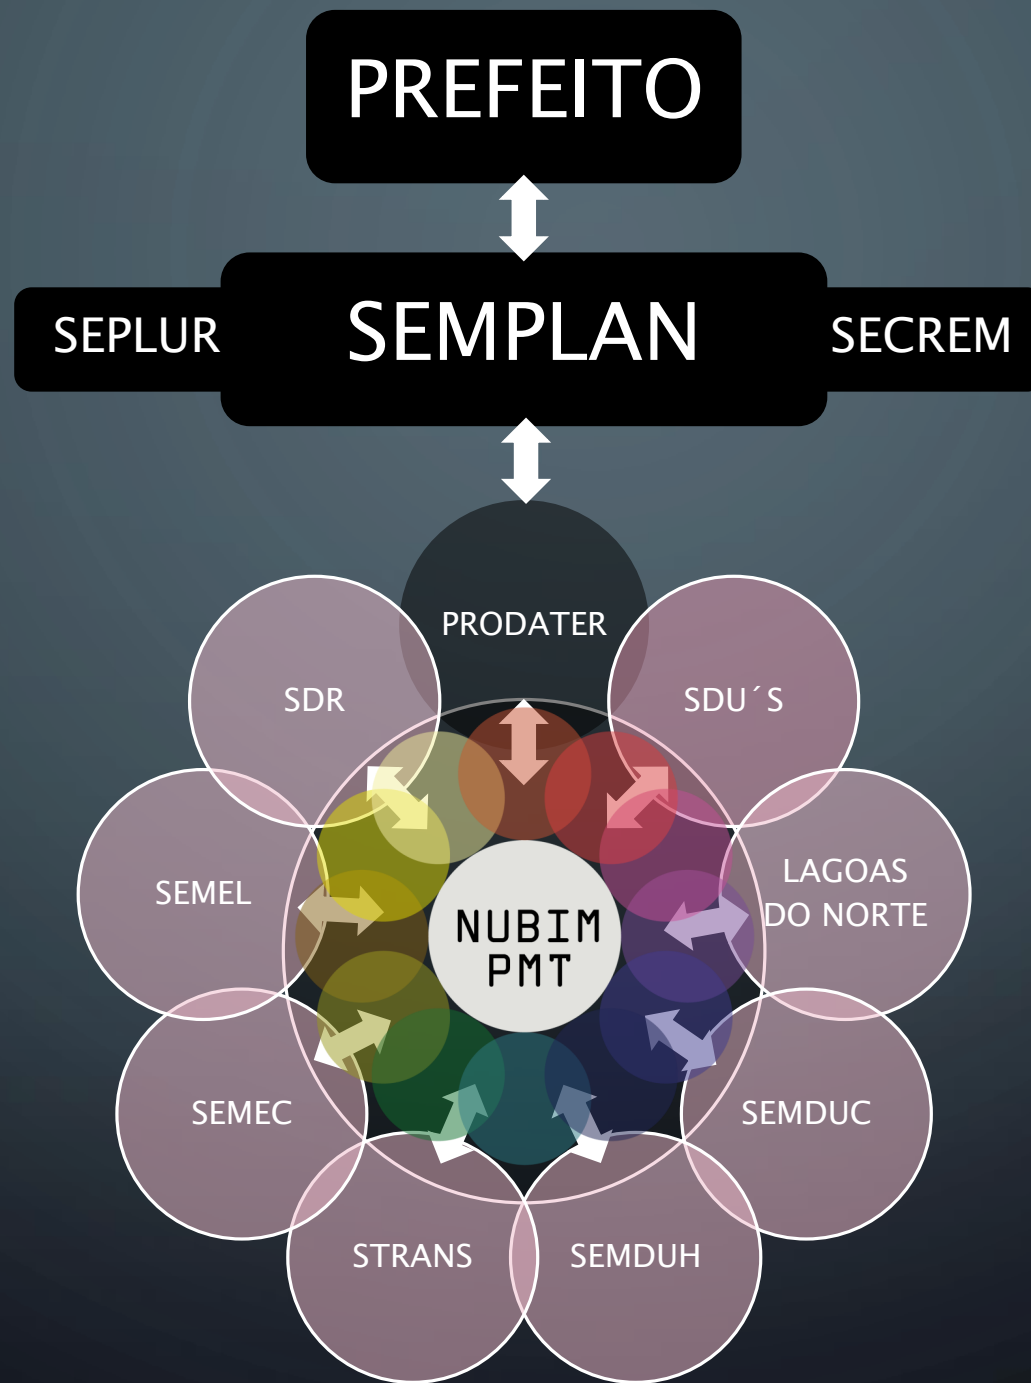 PREFEITO
SEPLUR
SEMPLAN
SECREM
PRODATER
SDR
SDU´S
SEMEL
LAGOAS
DO NORTE
NUBIM
PMT
SEMEC
SEMDUC
STRANS
SEMDUH